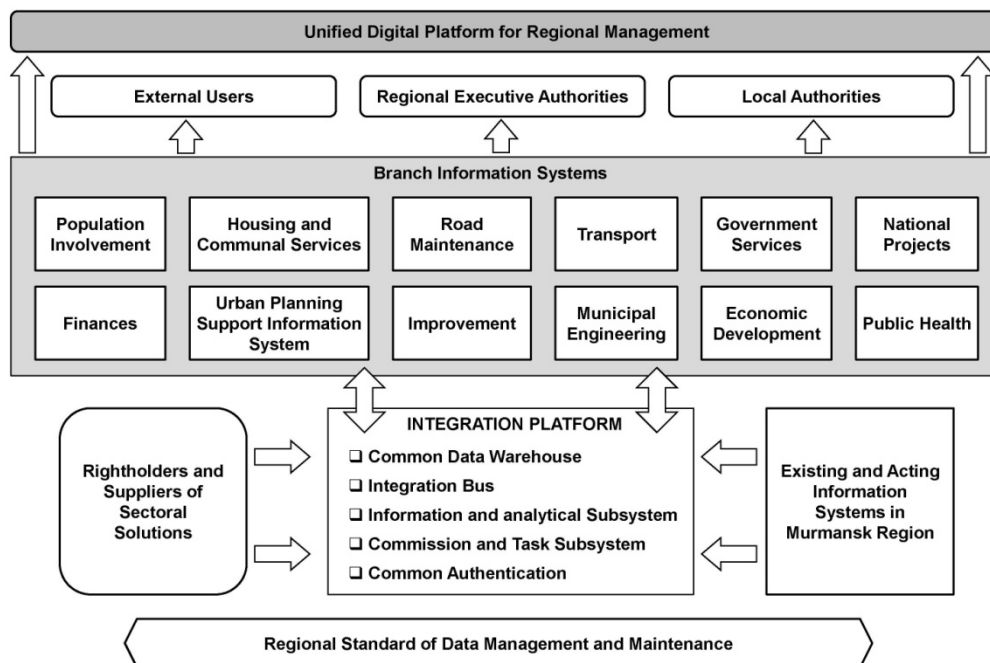 Unified Digital Platform for Regional Management
External Users
Regional Executive Authorities
Local Authorities
Branch Information Systems
Population
Involvement
Housing and
Communal Services
Road
Maintenance
Transport
Government
Services
National
Projects
Finances
Urban Planning
Support Information
System
Improvement
Municipal
Engineering
Economic
Development
Public Health
Rightholders and
Suppliers of
Sectoral
Solutions
INTEGRATION PLATFORM
❑ Common Data Warehouse
❑ Integration Bus
❑ Information and analytical Subsystem
❑ Commission and Task Subsystem
❑ Common Authentication
Existing and Acting
Information
Systems in
Murmansk Region
Regional Standard of Data Management and Maintenance